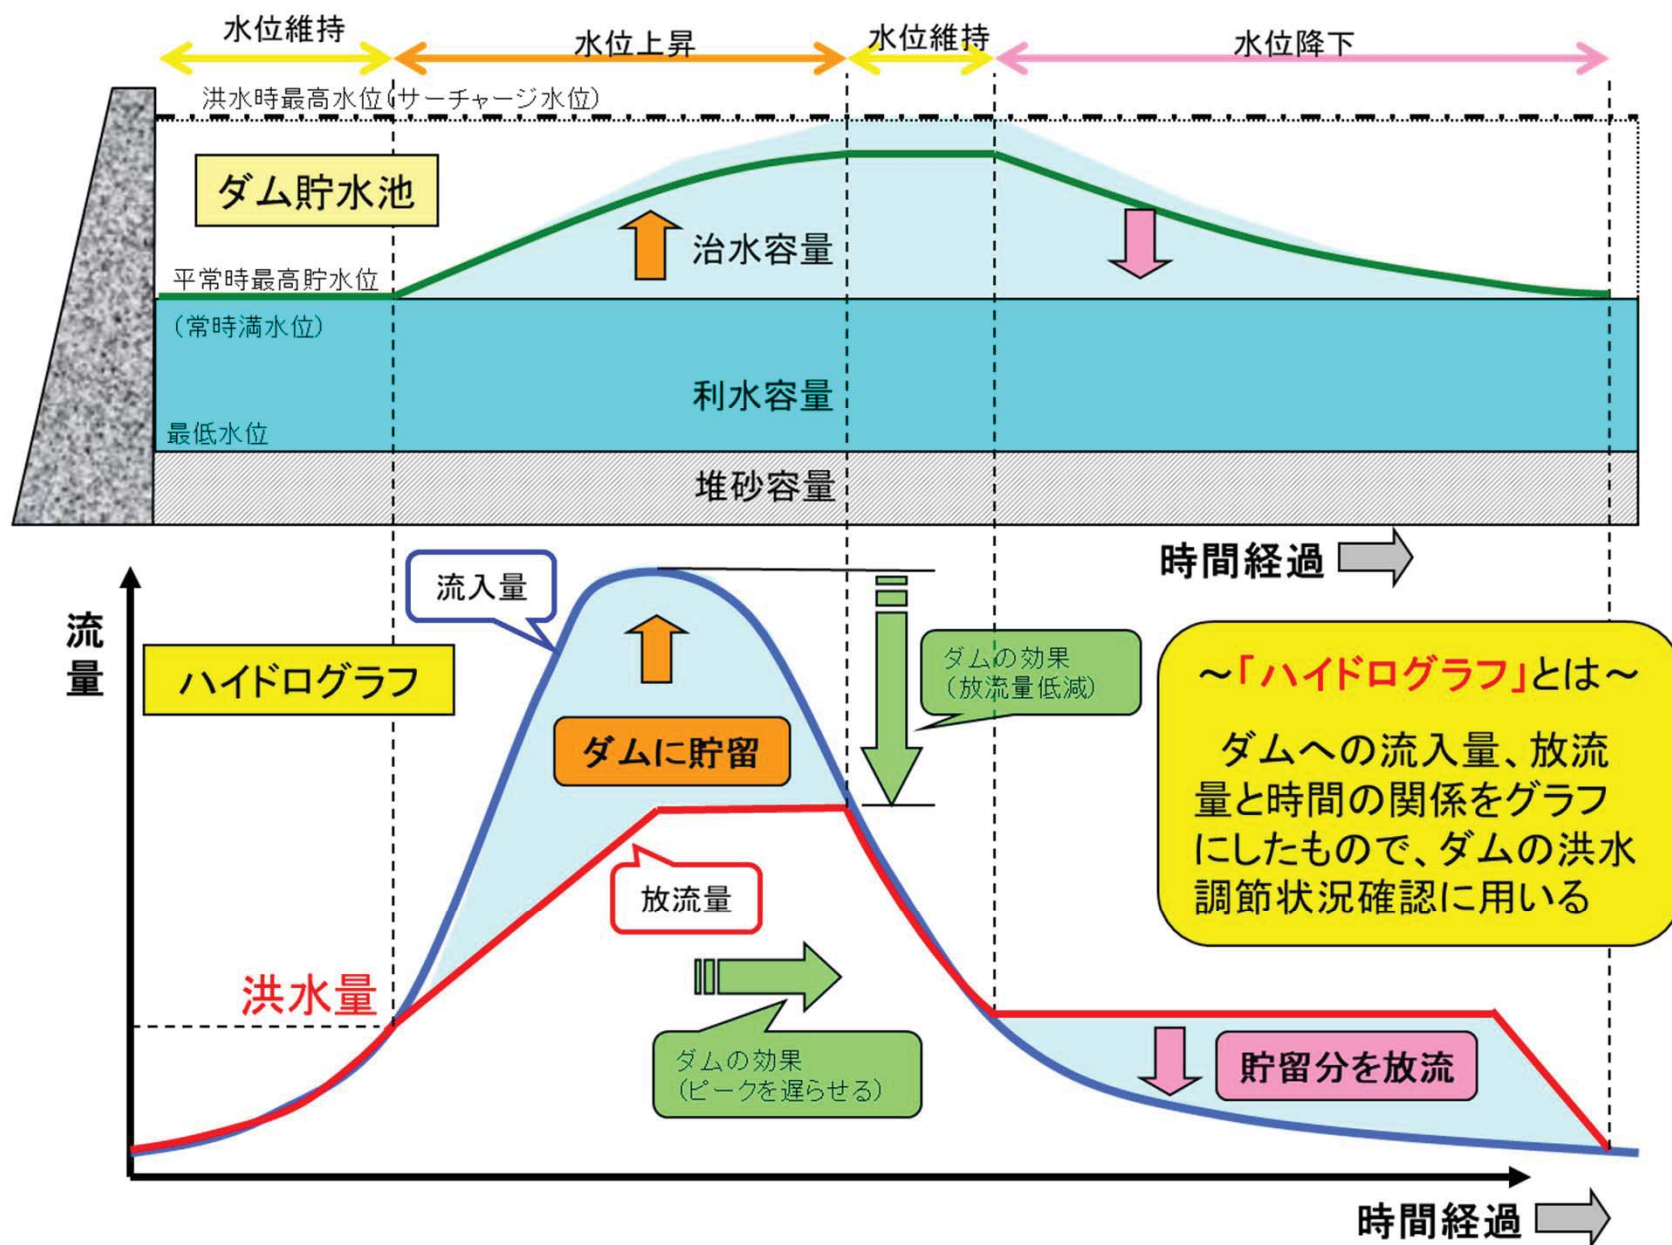 水位維持
水位上昇
水位維持
水位降下
洪水時最高水位(サーチャージ水位)
ダム貯水池
治水容量
平常時最高貯水位
(常時満水位)
利水容量
最低水位
堆砂容量
時間経過
流量
流入量
ハイドログラフ
ダムの効果
(放流量低減)
ダムに貯留
放流量
~「ハイドログラフ」とは~
ダムへの流入量、放流
量と時間の関係をグラフ
にしたもので、ダムの洪水
調節状況確認に用いる
洪水量
ダムの効果
(ピークを遅らせる)
貯留分を放流
時間経過